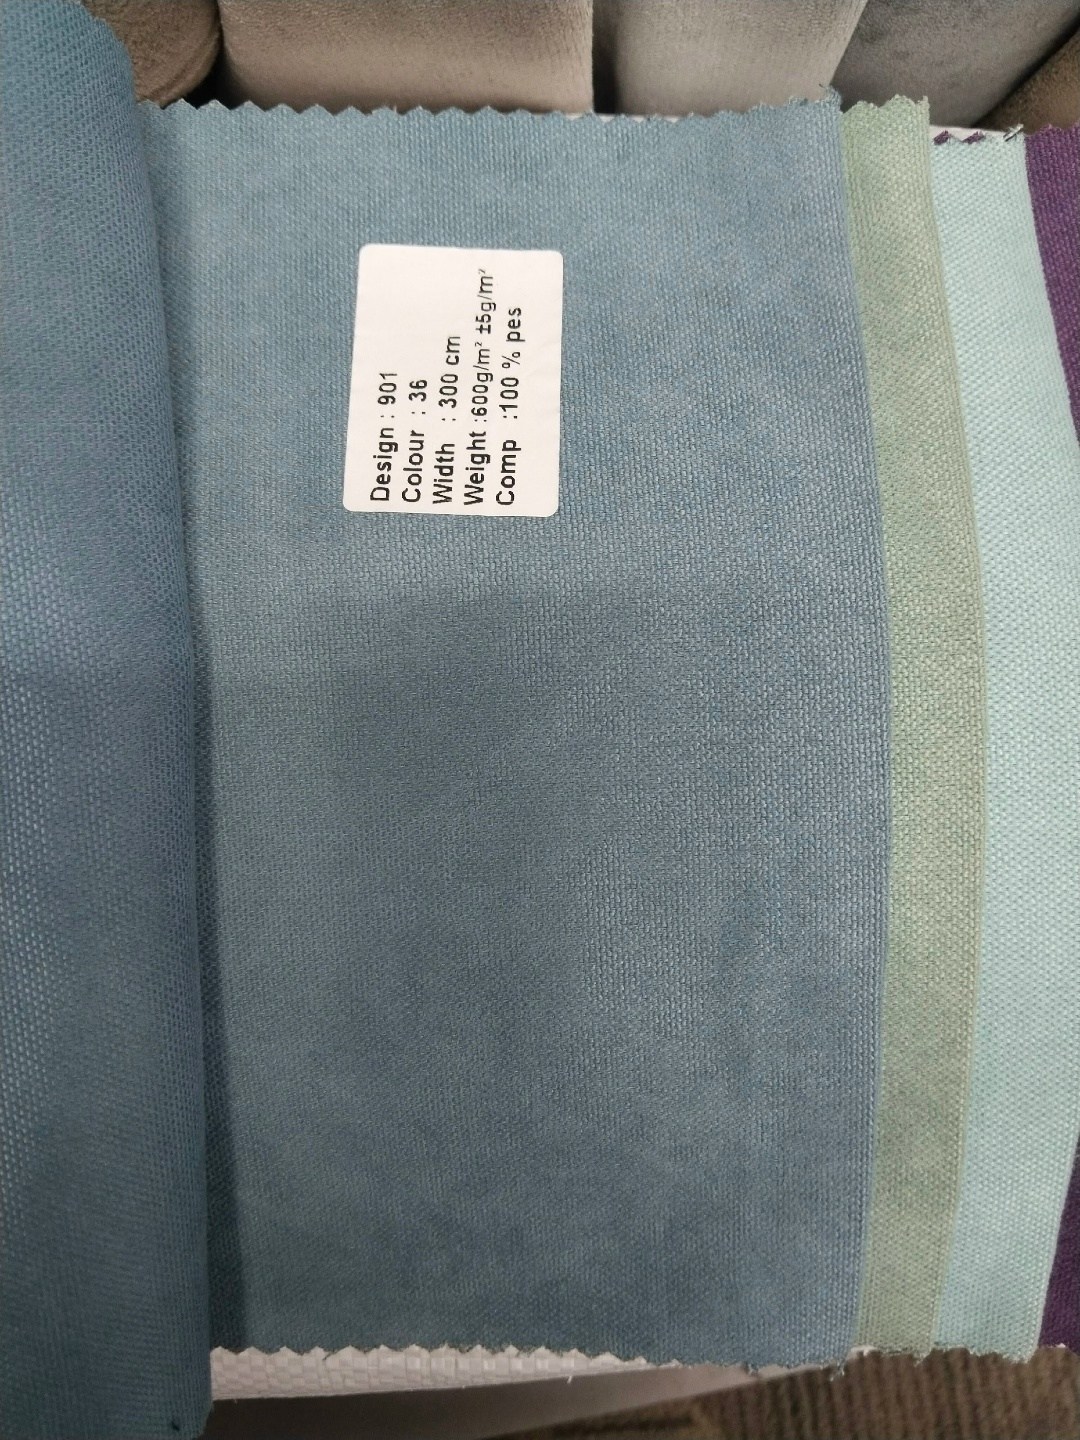 Design : 901
Colour : 36
Width : 300 cm
Weight :600g/m² ±5g/m²
Comp :100 % pes